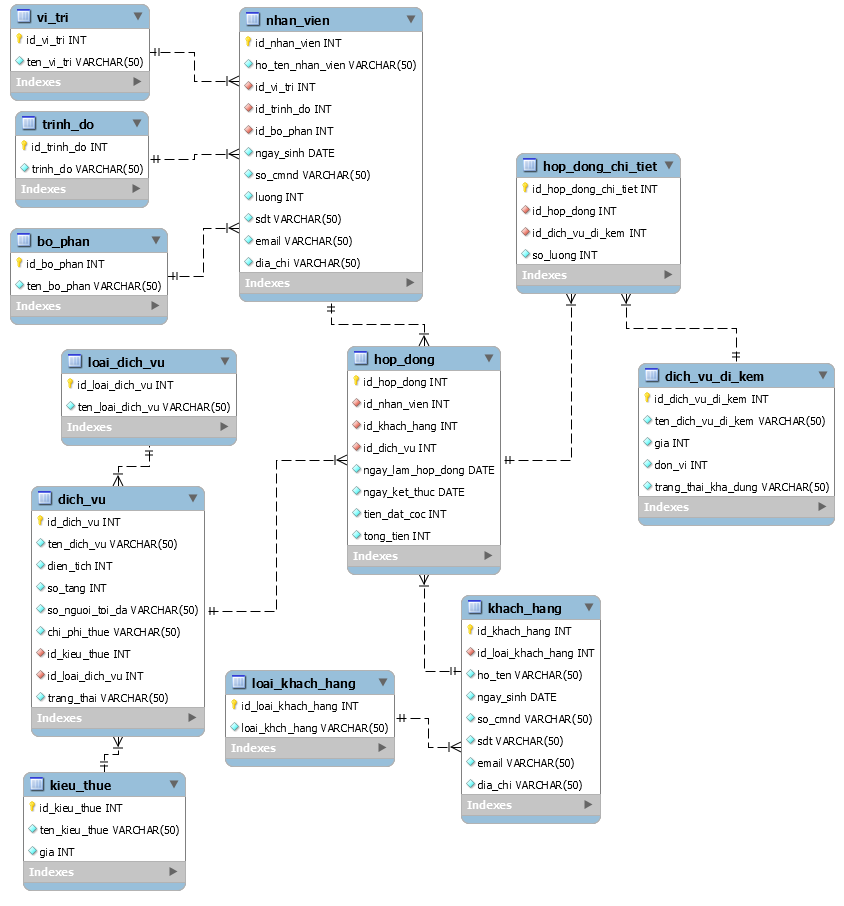 vi_tri
id_vi_tri INT
ten_vi_tri VARCHAR(50)
Indexes
nhan_vien
id_nhan_vien INT
ho_ten_nhan_vien VARCHAR(50)
id_vi_tri INT
id_trinh_do INT
id_bo_phan INT
ngay_sinh DATE
so_cmnd VARCHAR(50)
luong INT
sdt VARCHAR(50)
email VARCHAR(50)
dia_chi VARCHAR(50)
Indexes
trinh_do
id_trinh_do INT
trinh_do VARCHAR(50)
Indexes
hop_dong_chi_tiet
id_hop_dong_chi_tiet INT
id_hop_dong INT
id_dich_vu_di_kem INT
so_luong INT
Indexes
bo_phan
id_bo_phan INT
ten_bo_phan VARCHAR(50)
Indexes
loai_dich_vu
id_loai_dich_vu INT
ten_loai_dich_vu VARCHAR(50)
Indexes
hop_dong
id_hop_dong INT
id_nhan_vien INT
id_khach_hang INT
id_dich_vu INT
ngay_lam_hop_dong DATE
ngay_ket_thuc DATE
tien_dat_coc INT
tong_tien INT
Indexes
dich_vu_di_kem
id_dich_vu_di_kem INT
ten_dich_vu_di_kem VARCHAR(50)
gia INT
don_vi INT
trang_thai_kha_dung VARCHAR(50)
Indexes
dich_vu
id_dich_vu INT
ten_dich_vu VARCHAR(50)
dien_tich INT
so_tang INT
so_nguoi_toi_da VARCHAR(50)
chi_phi_thue VARCHAR(50)
id_kieu_thue INT
id_loai_dich_vu INT
trang_thai VARCHAR(50)
Indexes
khach_hang
id_khach_hang INT
id_loai_khach_hang INT
ho_ten VARCHAR(50)
ngay_sinh DATE
so_cmnd VARCHAR(50)
sdt VARCHAR(50)
email VARCHAR(50)
dia_chi VARCHAR(50)
Indexes
loai_khach_hang
id_loai_khach_hang INT
loai_khch_hang VARCHAR(50)
Indexes
kieu_thue
id_kieu_thue INT
ten_kieu_thue VARCHAR(50)
gia INT
Indexes